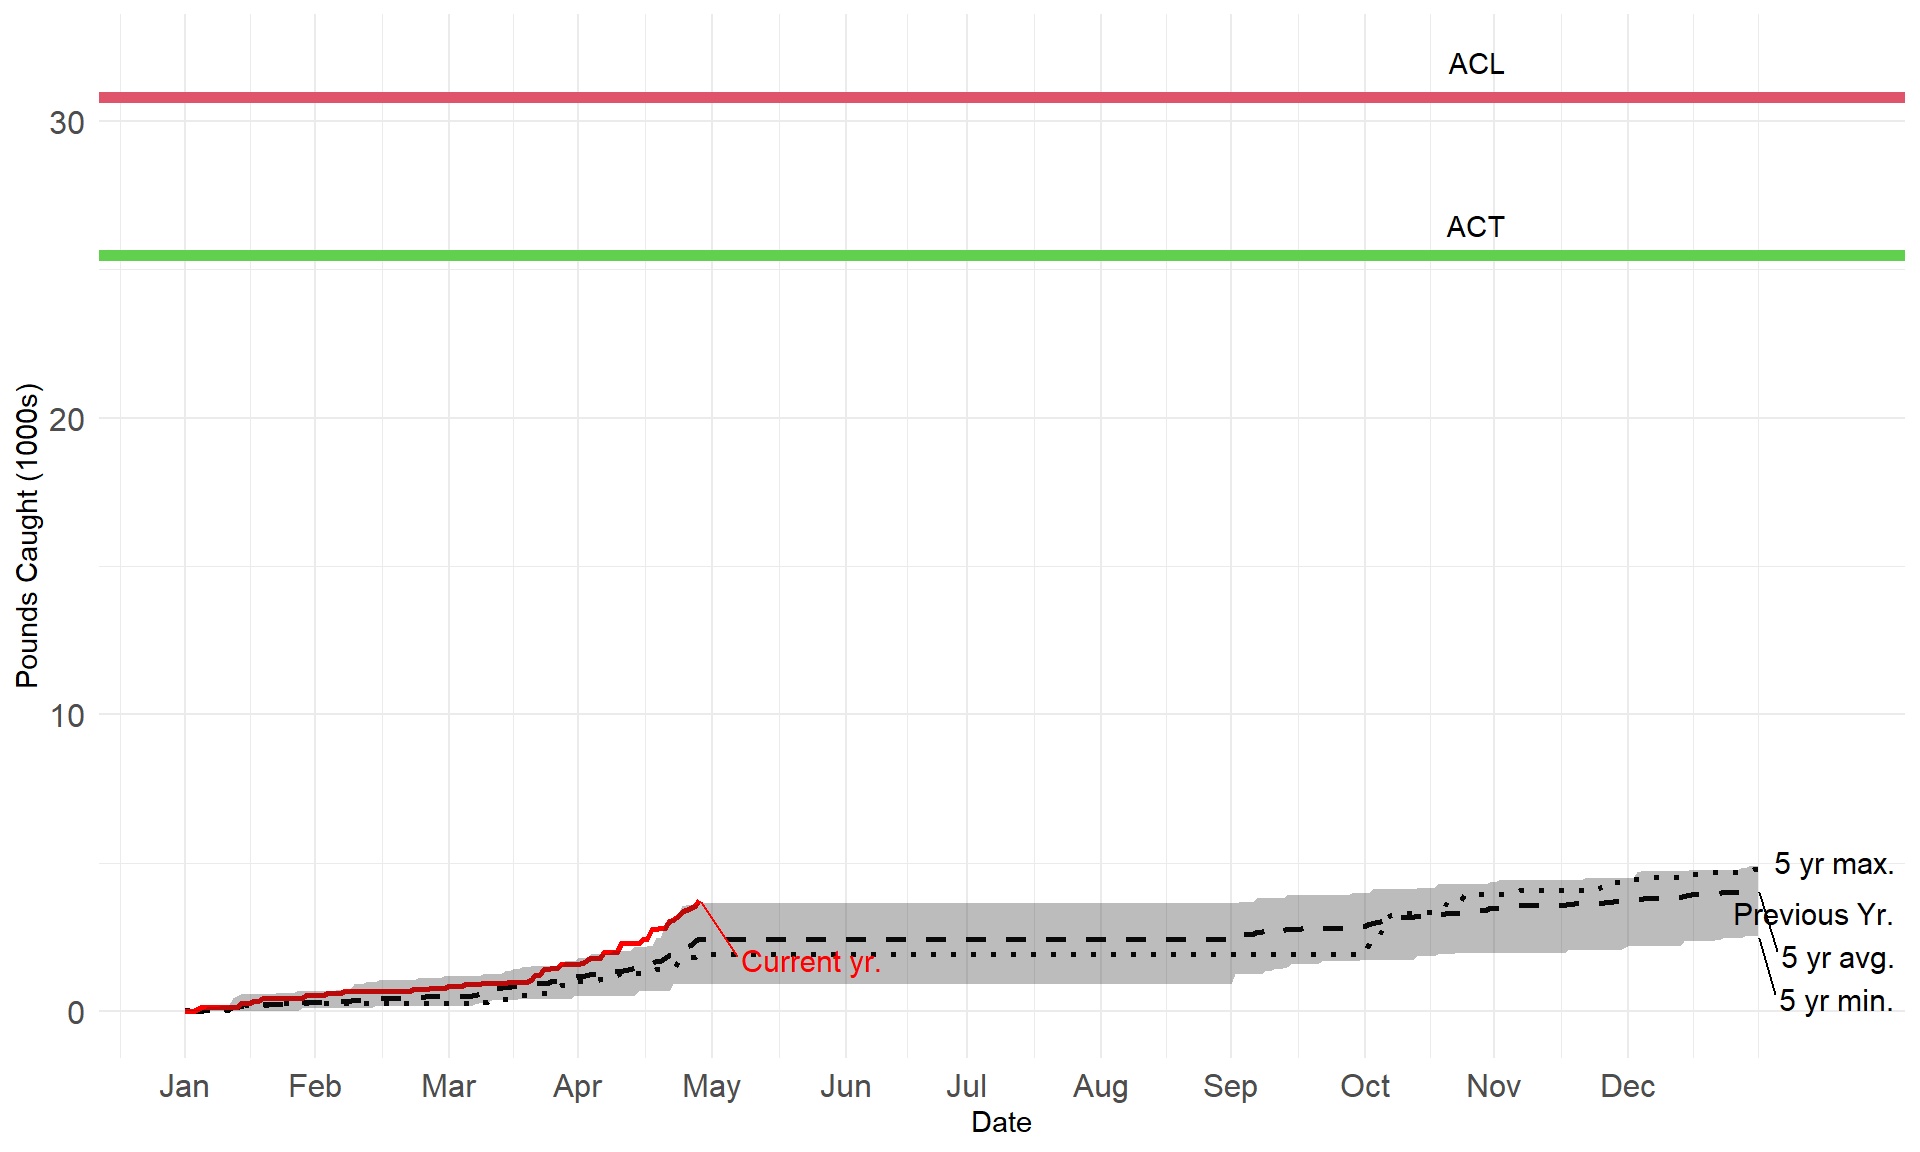 ACL
30
ACT
20
Pounds Caught (1000s)
10
5 yr max.
Previous Yr.
Current yr.
5 yr avg.
5 yr min.
0
Jan Feb Mar Apr May Jun Jul Aug Sep Oct Nov Dec
Date